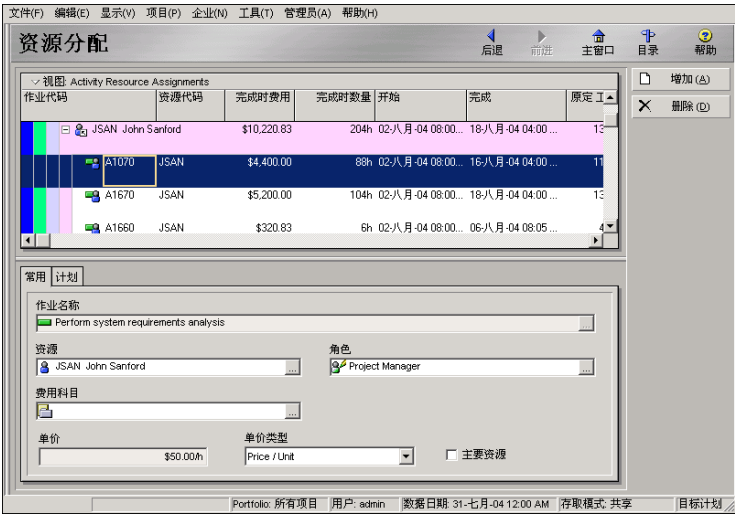 文件(F) 编辑(E) 显示(V) 项目(P) 企业(N) 工具(T) 管理员(A) 帮助(H)
资源分配
后退 前进 主窗口 目录 帮助
视图: Activity Resource Assignments
作业代码 资源代码 完成时费用 完成时数量 开始 完成 原定 工
JSAN John Sanford $10,220.83 204h 02-八月-04 08:00... 18-八月-04 04:00 ... 13
A1070 JSAN $4,400.00 88h 02-八月-04 08:00... 16-八月-04 04:00 ... 11
A1670 JSAN $5,200.00 104h 02-八月-04 08:00... 18-八月-04 04:00 ... 13
A1660 JSAN $320.83 6h 02-八月-04 08:00... 06-八月-04 08:05 ... 4
增加(A)
删除(D)
常用 计划
作业名称
Perform system requirements analysis ...
资源 角色
JSAN John Sanford ... Project Manager ...
费用科目
...
单价 单价类型
$50.00/h Price / Unit 主要资源
Portfolio: 所有项目 用户: admin 数据日期: 31-七月-04 12:00 AM 存取模式: 共享 目标计划